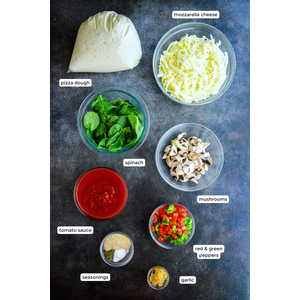 mozzarella cheese
pizza dough
spinach
mushrooms
tomato sauce
red & green
peppers
seasonings
garlic